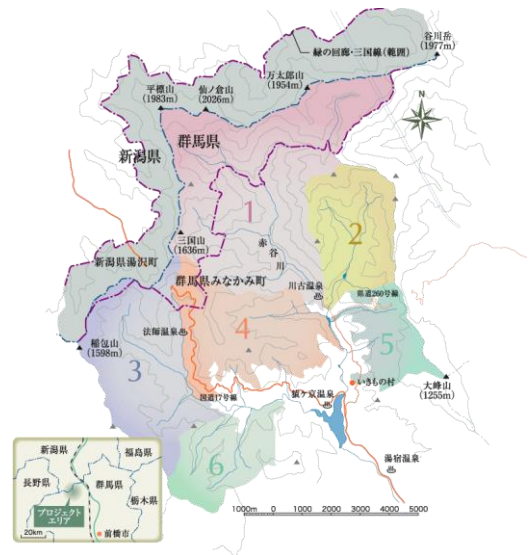 谷川岳
(1977m)
緑の回廊・三国線(範囲)
万太郎山
(1954m)
平標山
(1983m)
仙ノ倉山
(2026m)
N
群馬県
新潟県
1
2
赤谷川
三国山
(1636m)
新潟県湯沢町
群馬県みなかみ町
川古温泉
県道260号線
法師温泉
4
5
稲包山
(1598m)
3
いきもの村
大峰山
(1255m)
国道17号線
猿ヶ京温泉
湯宿温泉
6
1000m 0 1000 2000 3000 4000 5000
新潟県
福島県
長野県
群馬県
栃木県
プロジェクト
エリア
前橋市
20km